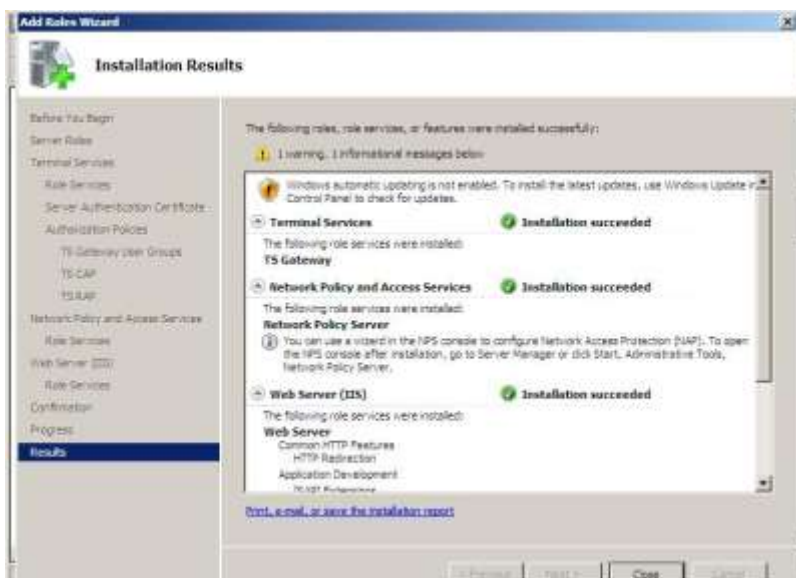 Add Roles Wizard
Installation Results
Before You Begin
Server Roles
Terminal Services
Role Services
Server Authentication Certificate
Authorization Policies
TS Gateway User Groups
TS CAP
TS RAP
Network Policy and Access Services
Role Services
Web Server (IIS)
Role Services
Confirmation
Progress
Results
The following roles, role services, or features were installed successfully:
1 warning, 1 informational messages below
Windows automatic updating is not enabled. To install the latest updates, use Windows Update in
Control Panel to check for updates.
Terminal Services Installation succeeded
The following role services were installed:
TS Gateway
Network Policy and Access Services Installation succeeded
The following role services were installed:
Network Policy Server
You can use a wizard in the NPS console to configure Network Access Protection (NAP). To open
the NPS console after installation, go to Server Manager or click Start, Administrative Tools,
Network Policy Server.
Web Server (IIS) Installation succeeded
The following role services were installed:
Web Server
Common HTTP Features
HTTP Redirection
Application Development
ISAPI Extensions
Print, e-mail, or save the installation report
< Previous Next > Close Cancel